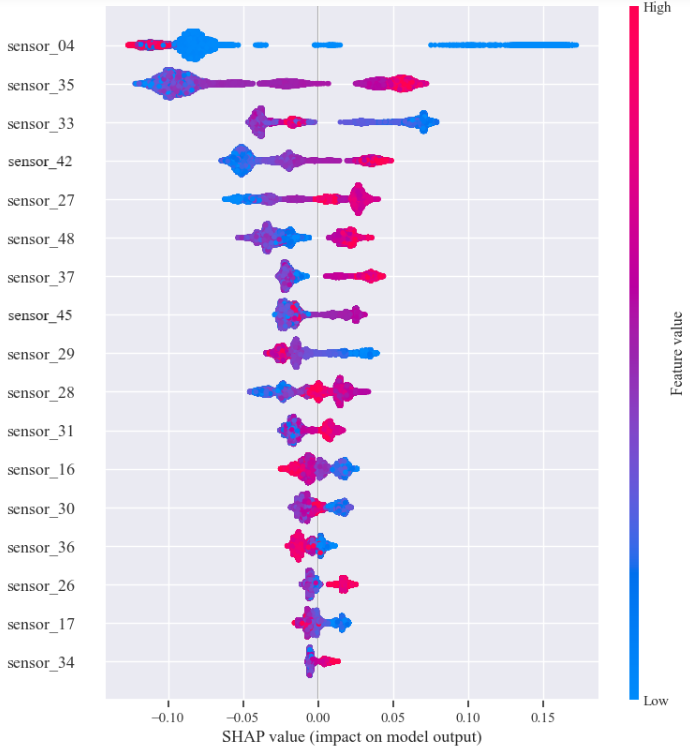 High
sensor_04
sensor_35
sensor_33
sensor_42
sensor_27
sensor_48
sensor_37
sensor_45
sensor_29
sensor_28
sensor_31
sensor_16
sensor_30
sensor_36
sensor_26
sensor_17
sensor_34
Feature value
Low
−0.10 −0.05 0.00 0.05 0.10 0.15
SHAP value (impact on model output)